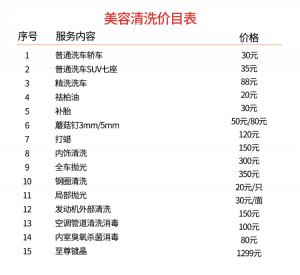 美容清洗价目表
序号 服务内容 价格
1 普通洗车轿车 30元
2 普通洗车SUV七座 35元
3 精洗洗车 88元
4 祛柏油 20元
5 补胎 30元
6 蘑菇钉3mm/5mm 50元/80元
7 打蜡 120元
8 内饰清洗 150元
9 全车抛光 300元
10 钢圈清洗 350元
11 局部抛光 20元/只
12 发动机外部清洗 30元/面
13 空调管道清洗消毒 150元
14 内室臭氧杀菌消毒 100元
15 至尊镀晶 80元
1299元